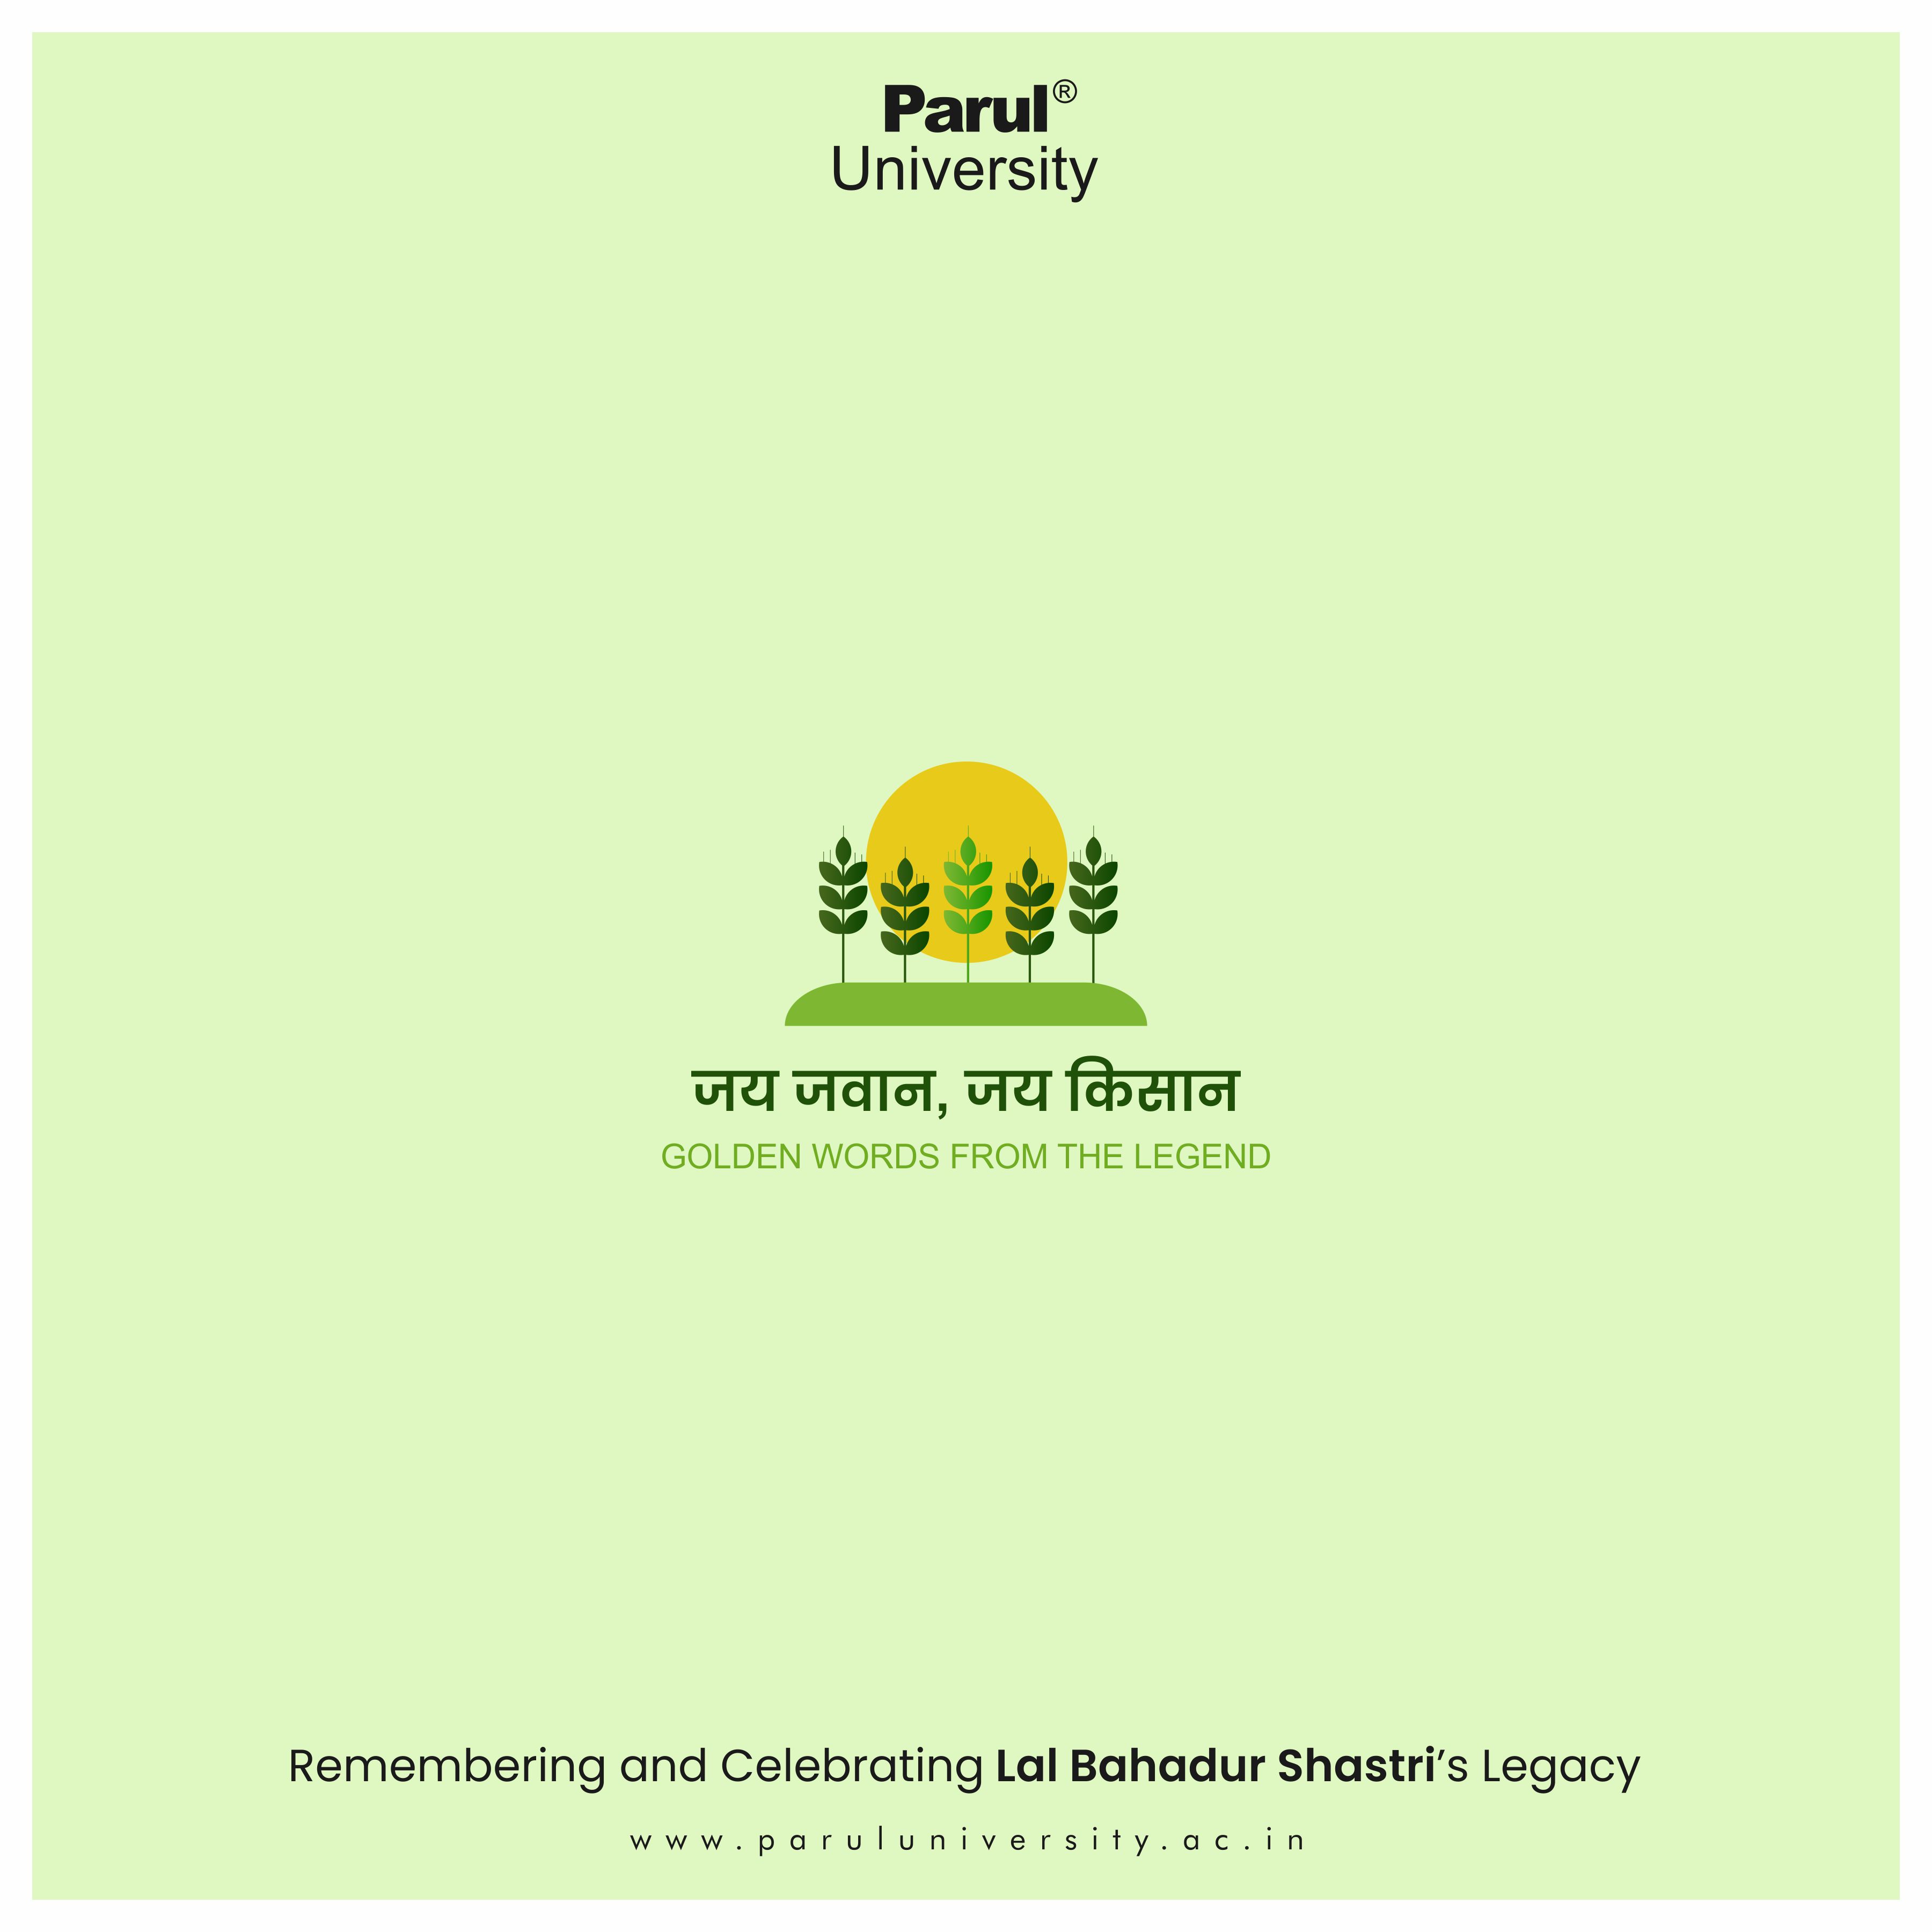 Parul®
University
जय जवान, जय किसान
GOLDEN WORDS FROM THE LEGEND
Remembering and Celebrating Lal Bahadur Shastri’s Legacy
www.paruluniversity.ac.in